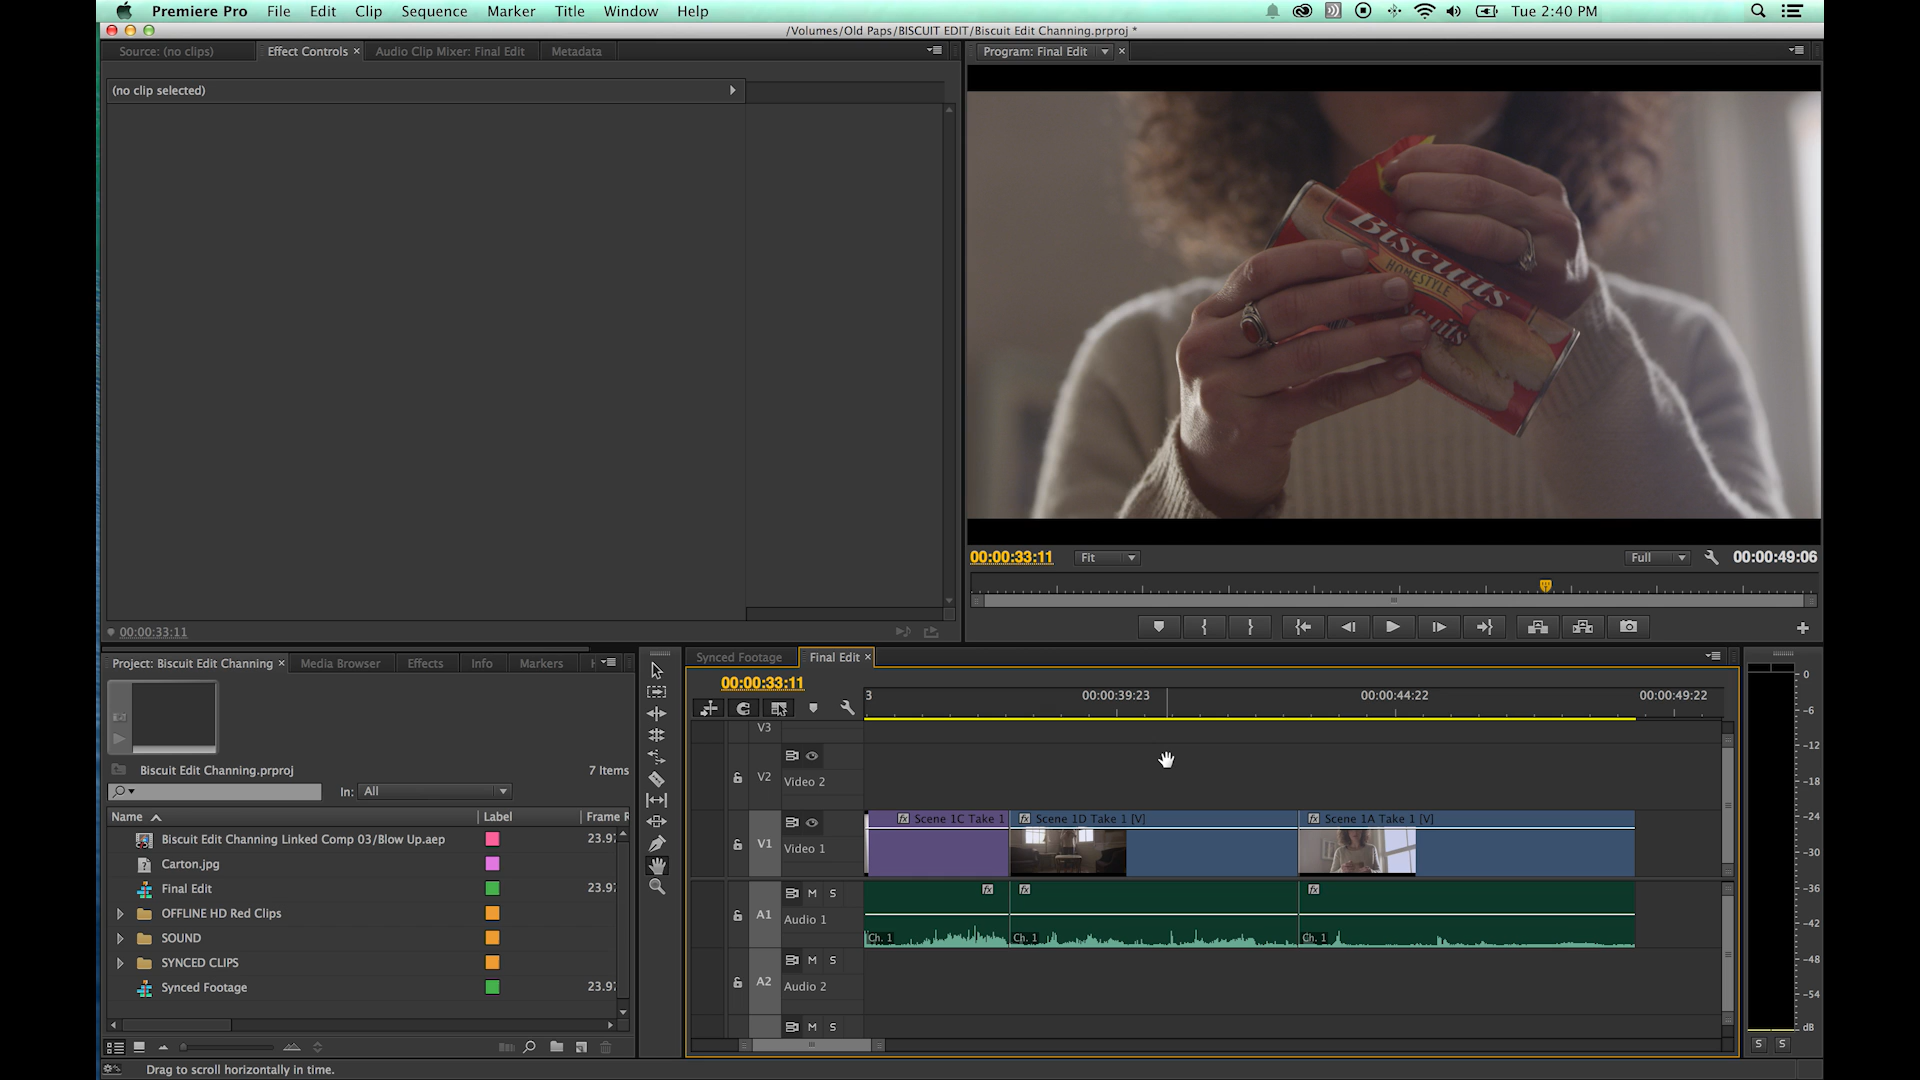 Premiere Pro File Edit Clip Sequence Marker Title Window Help Tue 2:40 PM
/Volumes/Old Paps/BISCUIT EDIT/Biscuit Edit Channing.prproj *
Source: (no clips) Effect Controls × Audio Clip Mixer: Final Edit Metadata
Program: Final Edit ×
(no clip selected)
Biscuits
HOMESTYLE
00:00:33:11 Fit Full 00:00:49:06
00:00:33:11
Project: Biscuit Edit Channing × Media Browser Effects Info Markers H
Synced Footage Final Edit ×
00:00:33:11
3 00:00:39:23 00:00:44:22 00:00:49:22
Biscuit Edit Channing.prproj 7 Items
In: All
Name Label Frame R
Biscuit Edit Channing Linked Comp 03/Blow Up.aep 23.97
Carton.jpg
Final Edit 23.97
OFFLINE HD Red Clips
SOUND
SYNCED CLIPS
Synced Footage 23.97
V3
V2 Video 2
fx Scene 1C Take 1 fx Scene 1D Take 1 [V] fx Scene 1A Take 1 [V]
V1 Video 1
M S fx fx fx
A1 Audio 1
Ch. 1 Ch. 1 Ch. 1
M S
A2 Audio 2
M S
0
-6
-12
-18
-24
-30
-36
-42
-48
-54
dB
S S
Drag to scroll horizontally in time.